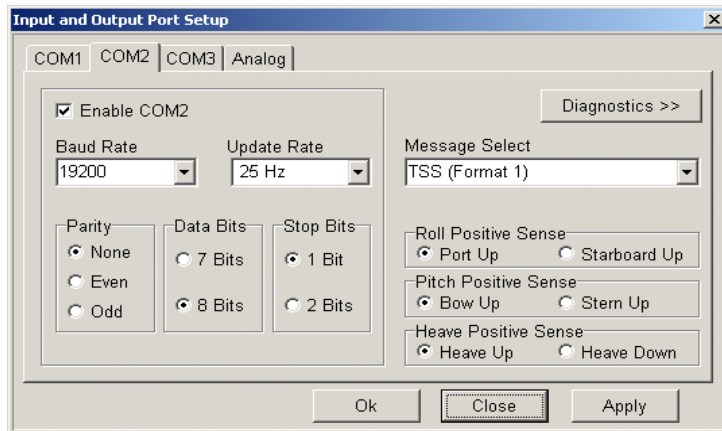 Input and Output Port Setup
COM1 COM2 COM3 Analog
Enable COM2
Diagnostics >>
Baud Rate Update Rate Message Select
19200 25 Hz TSS (Format 1)
Parity Data Bits Stop Bits
None 7 Bits 1 Bit
Even
Odd 8 Bits 2 Bits
Roll Positive Sense
Port Up Starboard Up
Pitch Positive Sense
Bow Up Stern Up
Heave Positive Sense
Heave Up Heave Down
Ok Close Apply